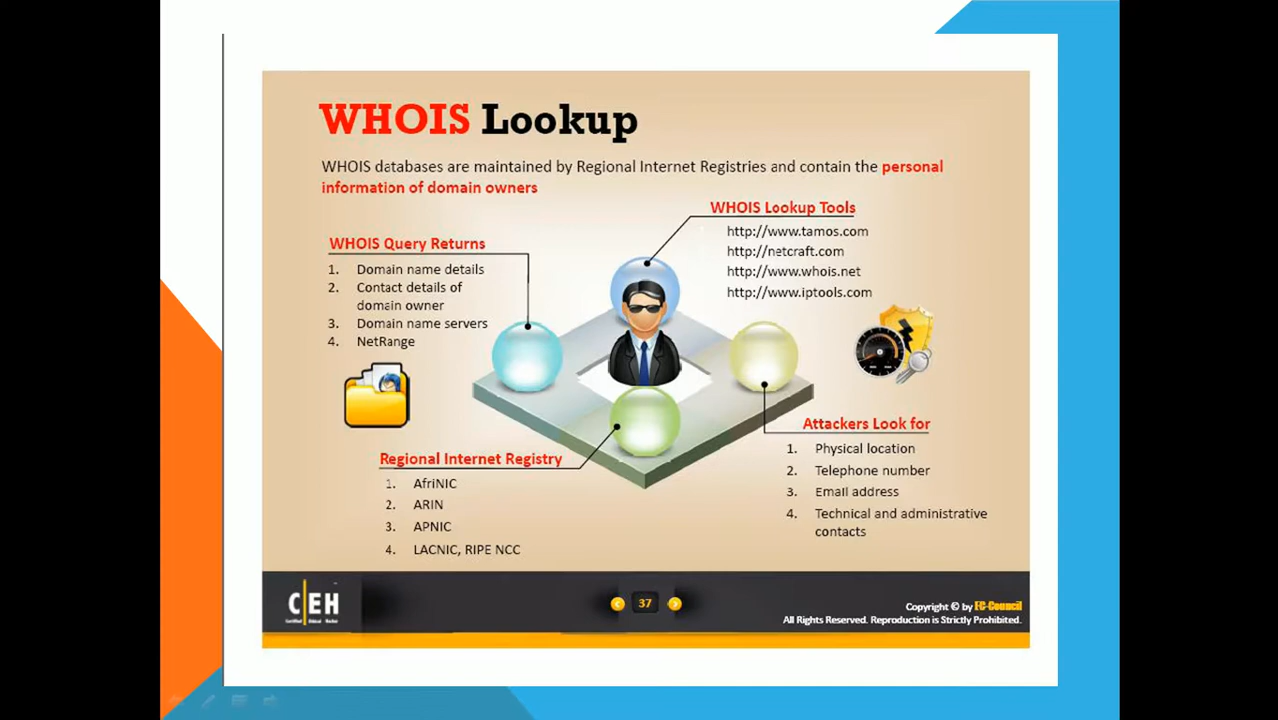 WHOIS Lookup
WHOIS databases are maintained by Regional Internet Registries and contain the personal
information of domain owners
WHOIS Lookup Tools
http://www.tamos.com
http://netcraft.com
http://www.whois.net
http://www.iptools.com
WHOIS Query Returns
1. Domain name details
2. Contact details of
domain owner
3. Domain name servers
4. NetRange
Regional Internet Registry
1. AfriNIC
2. ARIN
3. APNIC
4. LACNIC, RIPE NCC
Attackers Look for
1. Physical location
2. Telephone number
3. Email address
4. Technical and administrative
contacts
C|EH
Certified Ethical Hacker
37
Copyright © by EC-Council
All Rights Reserved. Reproduction is Strictly Prohibited.